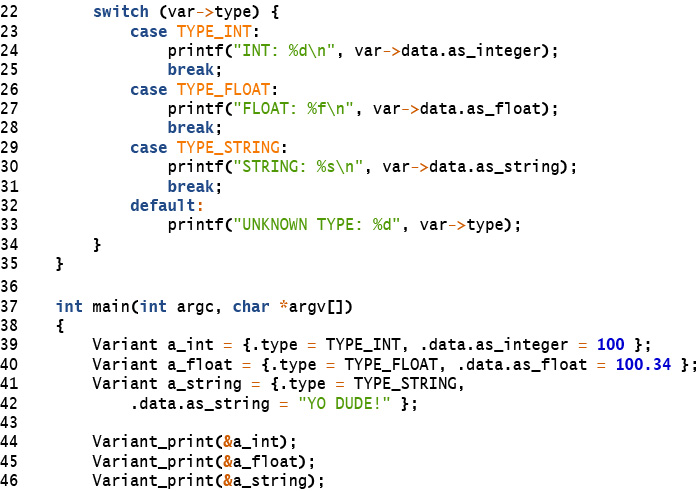 22 switch (var->type) {
23 case TYPE_INT:
24 printf("INT: %d\n", var->data.as_integer);
25 break;
26 case TYPE_FLOAT:
27 printf("FLOAT: %f\n", var->data.as_float);
28 break;
29 case TYPE_STRING:
30 printf("STRING: %s\n", var->data.as_string);
31 break;
32 default:
33 printf("UNKNOWN TYPE: %d", var->type);
34 }
35 }
36
37 int main(int argc, char *argv[])
38 {
39 Variant a_int = {.type = TYPE_INT, .data.as_integer = 100 };
40 Variant a_float = {.type = TYPE_FLOAT, .data.as_float = 100.34 };
41 Variant a_string = {.type = TYPE_STRING,
42 .data.as_string = "YO DUDE!" };
43
44 Variant_print(&a_int);
45 Variant_print(&a_float);
46 Variant_print(&a_string);